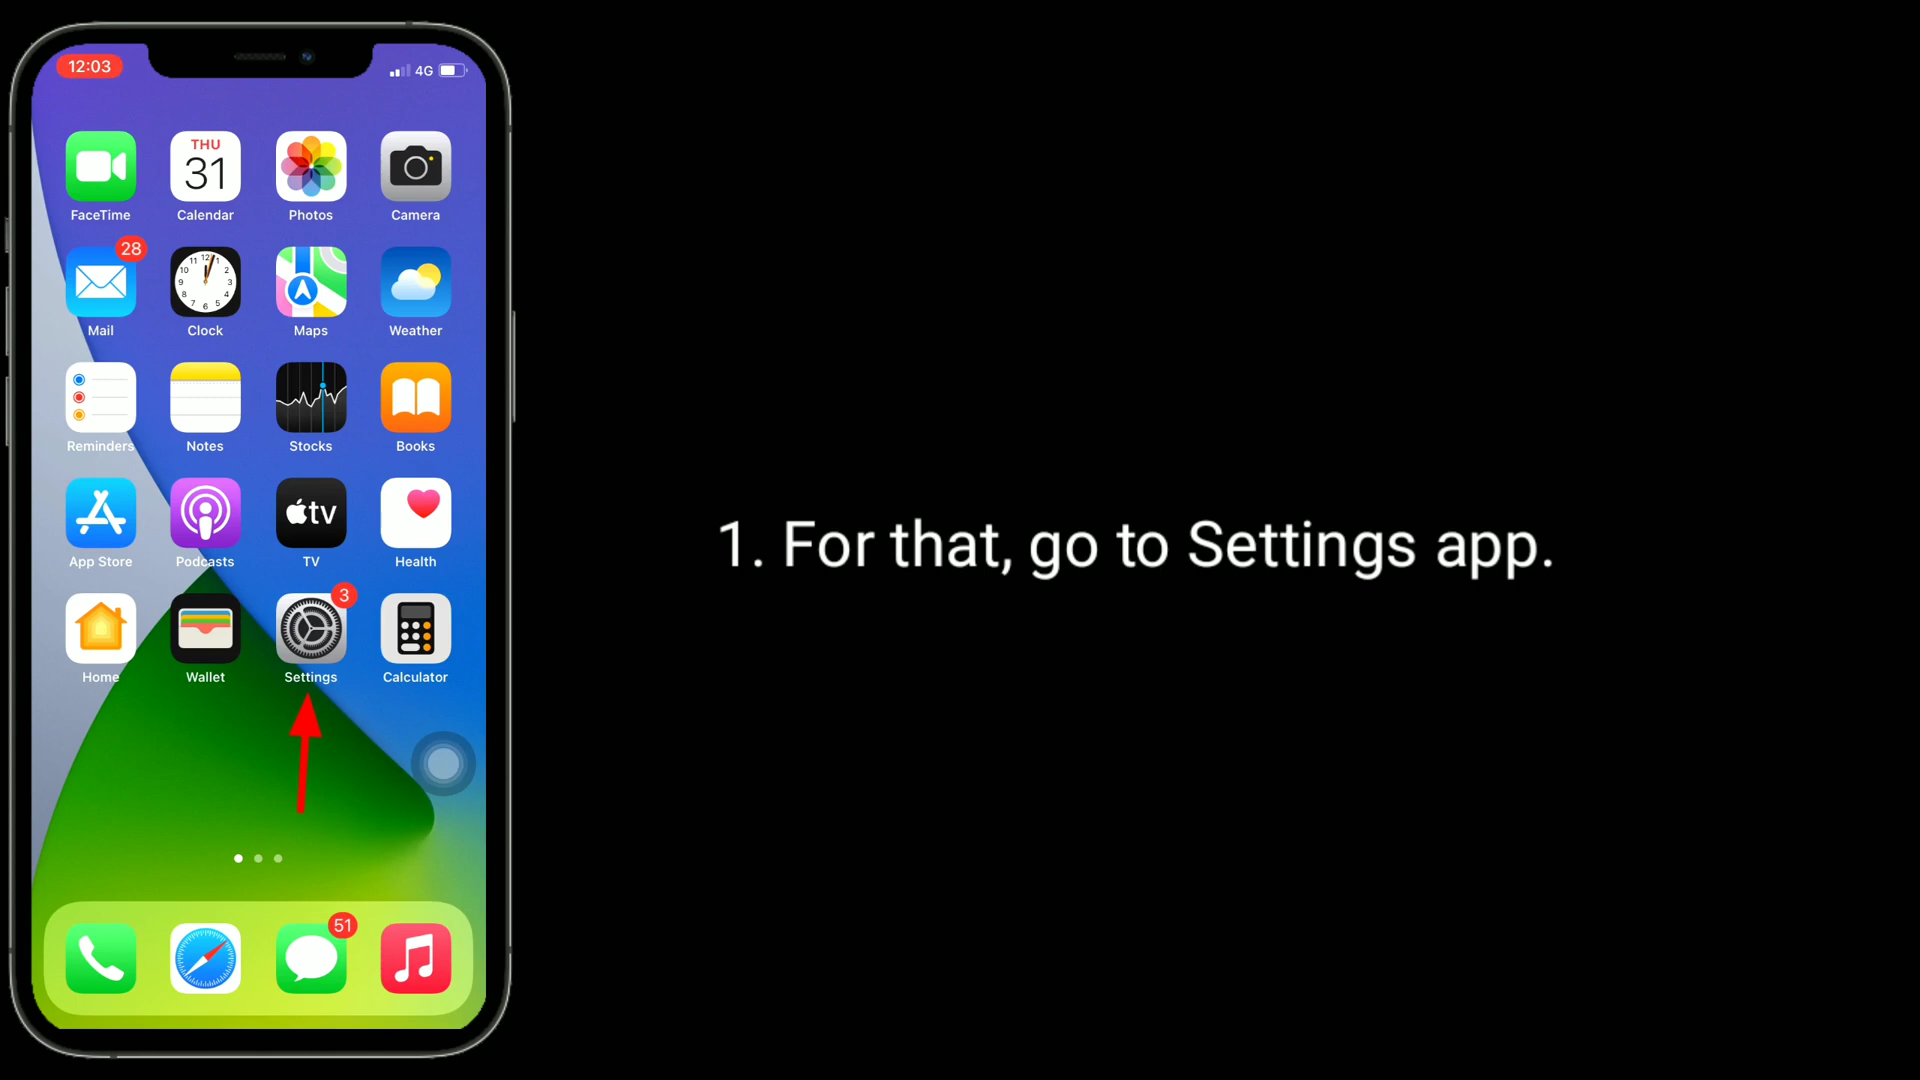 12:03
4G
THU
31
FaceTime
Calendar
Photos
Camera
28
Mail
Clock
Maps
Weather
Reminders
Notes
Stocks
Books
tv
App Store
Podcasts
TV
Health
3
Home
Wallet
Settings
Calculator
51
1. For that, go to Settings app.